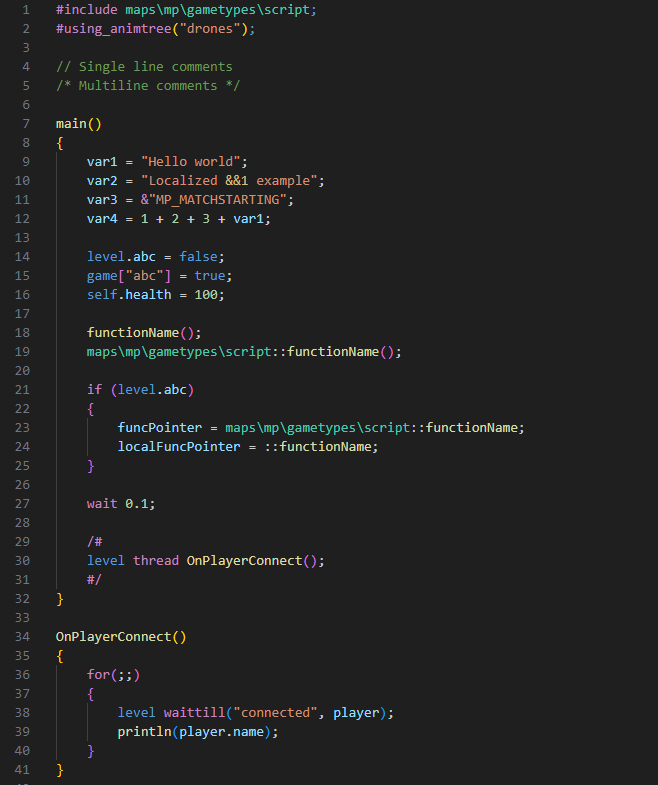 1 #include maps\mp\gametypes\script;
2 #using_animtree("drones");
3
4 // Single line comments
5 /* Multiline comments */
6
7 main()
8 {
9     var1 = "Hello world";
10     var2 = "Localized &&1 example";
11     var3 = &"MP_MATCHSTARTING";
12     var4 = 1 + 2 + 3 + var1;
13
14     level.abc = false;
15     game["abc"] = true;
16     self.health = 100;
17
18     functionName();
19     maps\mp\gametypes\script::functionName();
20
21     if (level.abc)
22     {
23         funcPointer = maps\mp\gametypes\script::functionName;
24         localFuncPointer = ::functionName;
25     }
26
27     wait 0.1;
28
29     /#
30     level thread OnPlayerConnect();
31     #/
32 }
33
34 OnPlayerConnect()
35 {
36     for(;;)
37     {
38         level waittill("connected", player);
39         println(player.name);
40     }
41 }